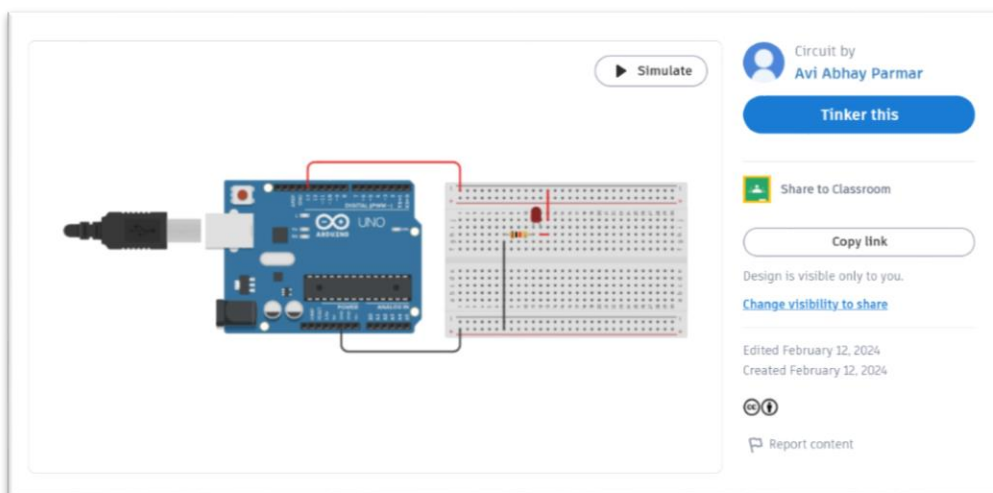 Simulate
Circuit by
Avi Abhay Parmar
Tinker this
Share to Classroom
Copy link
Design is visible only to you.
Change visibility to share
Edited February 12, 2024
Created February 12, 2024
Report content
UNO
ARDUINO